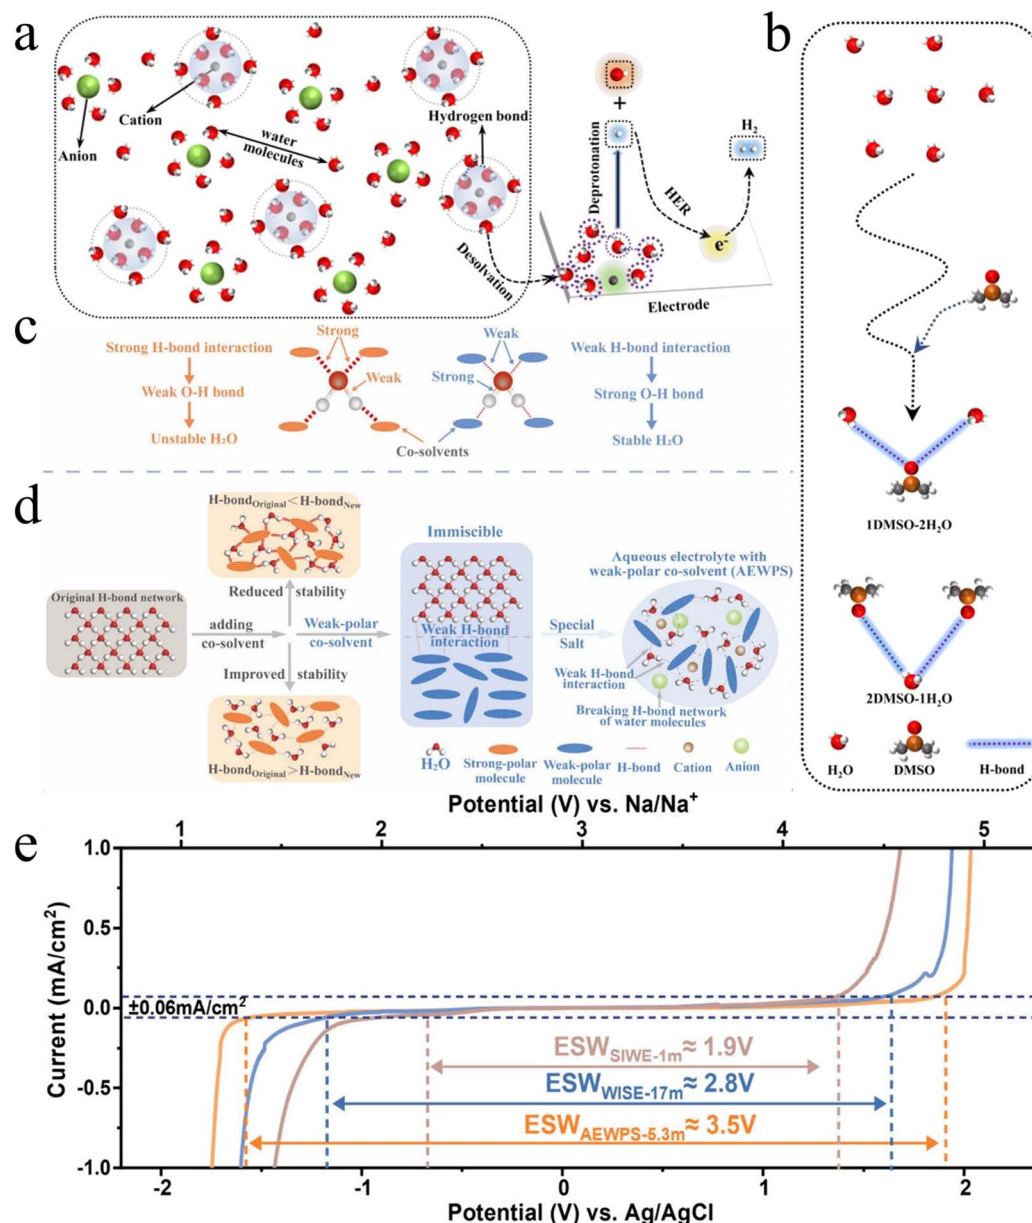 a
Cation
Anion
water
molecules
Hydrogen bond
Desolvation
+
Deprotonation
HER
H₂
e⁻
Electrode
b
1DMSO-2H₂O
2DMSO-1H₂O
H₂O
DMSO
H-bond
c
Strong H-bond interaction
Weak O-H bond
Unstable H₂O
Strong
Weak
Weak
Strong
Co-solvents
Weak H-bond interaction
Strong O-H bond
Stable H₂O
d
Original H-bond network
H-bondOriginal<H-bondNew
Reduced stability
adding
co-solvent
Weak-polar
co-solvent
Improved stability
H-bondOriginal>H-bondNew
Immiscible
Weak H-bond
interaction
Special
Salt
Aqueous electrolyte with
weak-polar co-solvent (AEWPS)
Weak H-bond
interaction
Breaking H-bond network
of water molecules
H₂O
Strong-polar
molecule
Weak-polar
molecule
H-bond
Cation
Anion
e
Potential (V) vs. Na/Na⁺
1 2 3 4 5
Current (mA/cm²)
1.0
0.5
0.0
-0.5
-1.0
±0.06mA/cm²
ESWSIWE-1m≈ 1.9V
ESWWISE-17m≈ 2.8V
ESWAEWPS-5.3m≈ 3.5V
-2 -1 0 1 2
Potential (V) vs. Ag/AgCl